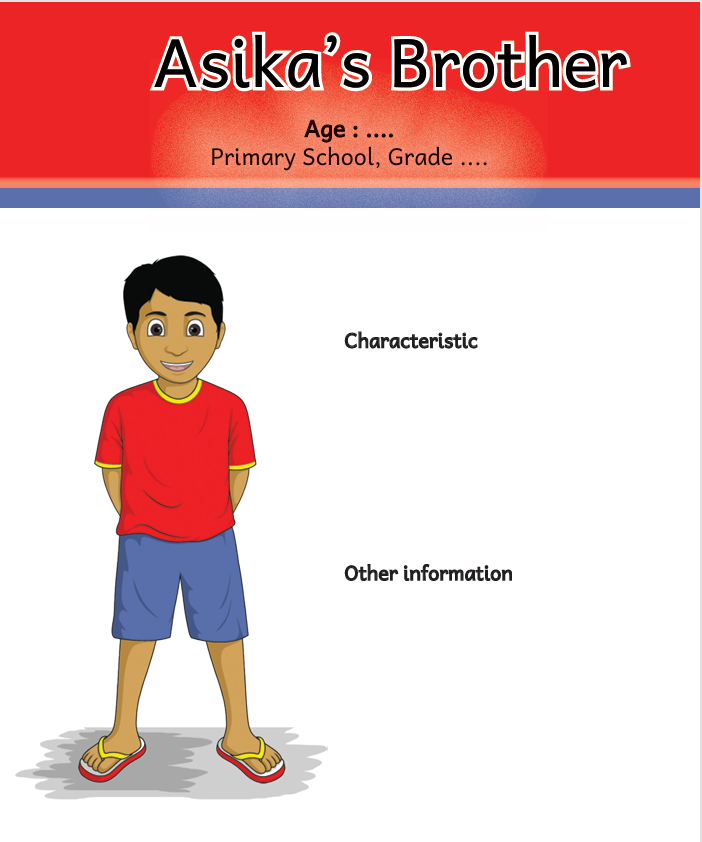 Asika’s Brother
Age : ....
Primary School, Grade ....
Characteristic
Other information